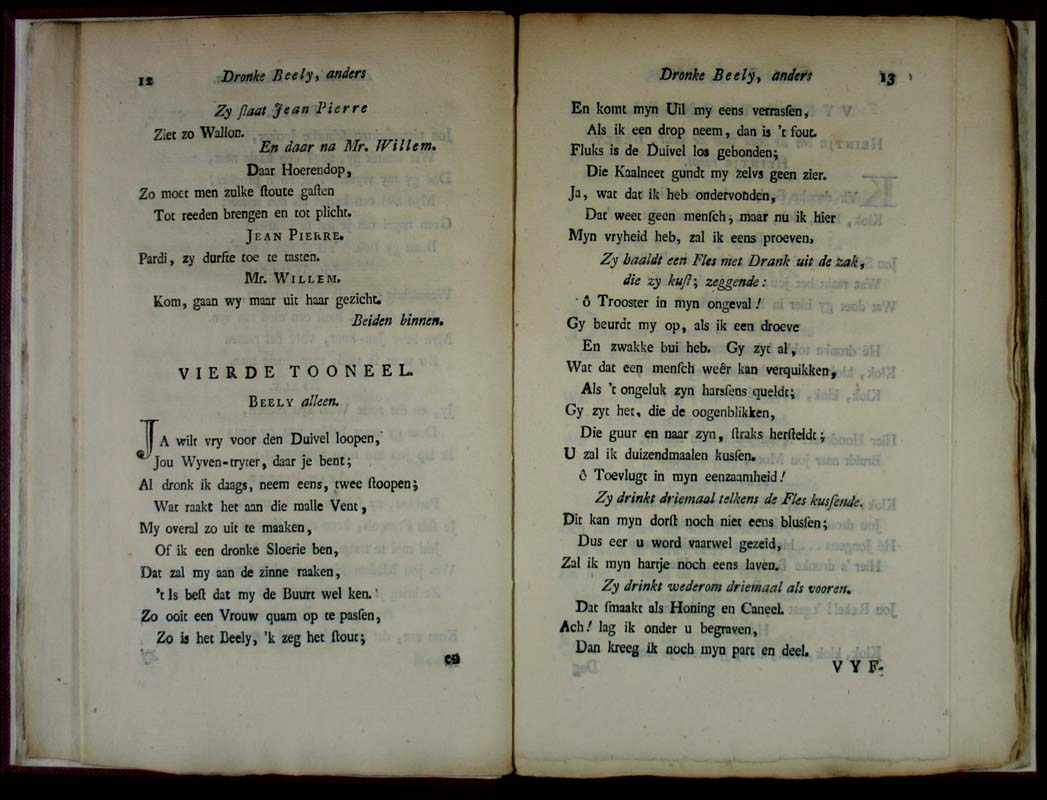 12
Dronke Beely, anders
Zy ſlaat Jean Pierre
Ziet zo Wallon.
En daar na Mr. Willem.
Daar Hoerendop,
Zo moet men zulke ſtoute gaſten
Tot reeden brengen en tot plicht.
JEAN PIERRE.
Pardi, zy durfte toe te tasten.
Mr. WILLEM.
Kom, gaan wy maar uit haar gezicht.
Beiden binnen.
VIERDE TOONEEL.
BEELY alleen.
JA wilt vry voor den Duivel loopen,
Jou Wyven-tryter, daar je bent;
Al dronk ik daags, neem eens, twee ſtoopen;
Wat raakt het aan die malle Vent,
My overal zo uit te maaken,
Of ik een dronke Sloerie ben,
Dat zal my aan de zinne raaken,
't Is beſt dat my de Buurt wel ken.
Zo ooit een Vrouw quam op te pasſen,
Zo is het Beely, 'k zeg het ſtout;
En
Dronke Beely, anders
13
En komt myn Uil my eens verrasſen,
Als ik een drop neem, dan is 't fout.
Fluks is de Duivel los gebonden;
Die Kaalneet gundt my zelvs geen zier.
Ja, wat dat ik heb ondervonden,
Dat weet geen menſch, maar nu ik hier
Myn vryheid heb, zal ik eens proeven,
Zy haaldt een Fles met Drank uit de zak,
die zy kuſt; zeggende:
ô Trooster in myn ongeval!
Gy beurdt my op, als ik een droeve
En zwakke bui heb. Gy zyt al,
Wat dat een menſch weêr kan verquikken,
Als 't ongeluk zyn harsſens queldt;
Gy zyt het, die de oogenblikken,
Die guur en naar zyn, ſtraks herſteldt;
U zal ik duizendmaalen kusſen.
ô Toevlugt in myn eenzaamheid!
Zy drinkt driemaal telkens de Fles kusſende.
Dit kan myn dorſt noch niet eens blusſen;
Dus eer u word vaarwel gezeid,
Zal ik myn hartje noch eens laven.
Zy drinkt wederom driemaal als vooren.
Dat ſmaakt als Honing en Caneel.
Ach! lag ik onder u begraven,
Dan kreeg ik noch myn part en deel.
VYF-